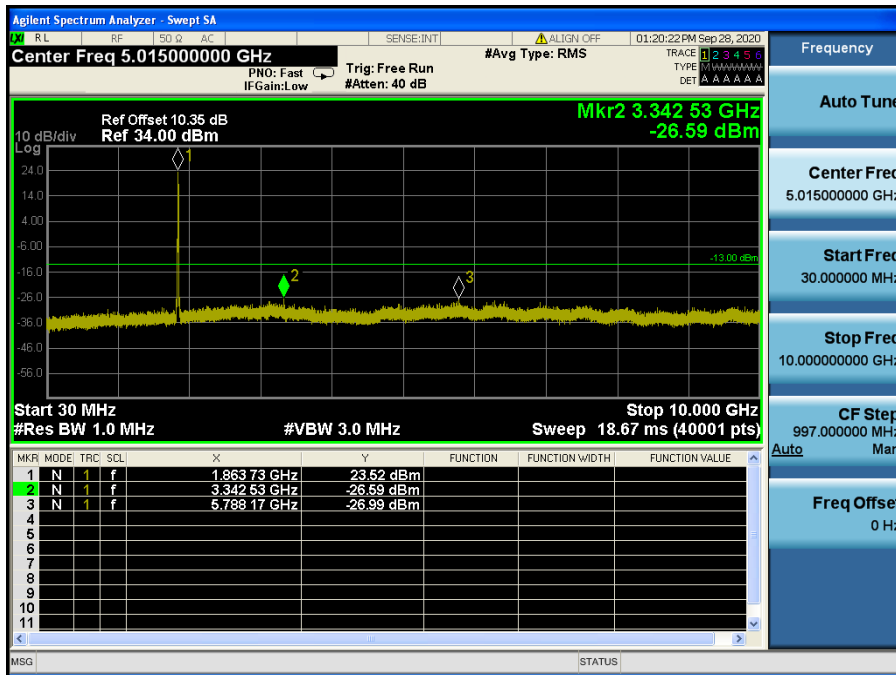 Agilent Spectrum Analyzer - Swept SA
LXI RL RF 50 Ω AC SENSE:INT ALIGN OFF 01:20:22PM Sep 28, 2020
Center Freq 5.015000000 GHz #Avg Type: RMS TRACE 1 2 3 4 5 6
PNO: Fast Trig: Free Run TYPE M WWWWW
IFGain:Low #Atten: 40 dB DET A A A A A A
Frequency
Auto Tune
Center Freq
5.015000000 GHz
Start Freq
30.000000 MHz
Stop Freq
10.000000000 GHz
CF Step
997.000000 MHz
Auto Man
Freq Offset
0 Hz
Mkr2 3.342 53 GHz
-26.59 dBm
Ref Offset 10.35 dB
10 dB/div Ref 34.00 dBm
Log
24.0
14.0
4.00
-6.00
-16.0
-26.0
-36.0
-46.0
-56.0
1
2
3
-13.00 dBm
Start 30 MHz Stop 10.000 GHz
#Res BW 1.0 MHz #VBW 3.0 MHz Sweep 18.67 ms (40001 pts)
MKR MODE TRC SCL X Y FUNCTION FUNCTION WIDTH FUNCTION VALUE
1 N 1 f 1.863 73 GHz 23.52 dBm
2 N 1 f 3.342 53 GHz -26.59 dBm
3 N 1 f 5.788 17 GHz -26.99 dBm
4
5
6
7
8
9
10
11
MSG STATUS